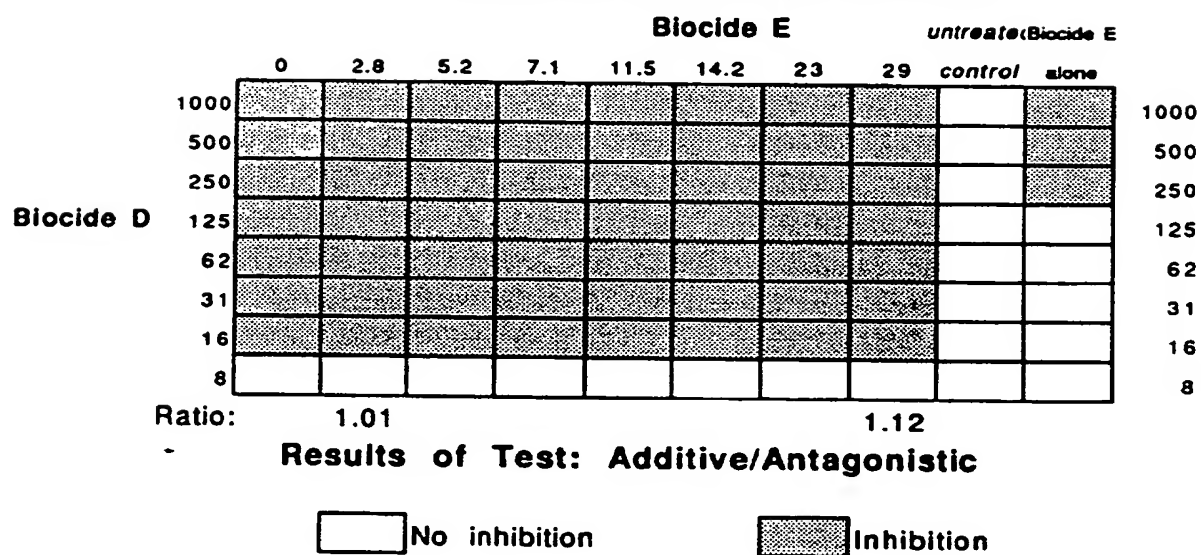 Biocide E untreated Biocide E
0 2.8 5.2 7.1 11.5 14.2 23 29 control alone
1000 1000
500 500
250 250
Biocide D 125 125
62 62
31 31
16 16
8 8
Ratio: 1.01 1.12
Results of Test: Additive/Antagonistic
No inhibition Inhibition